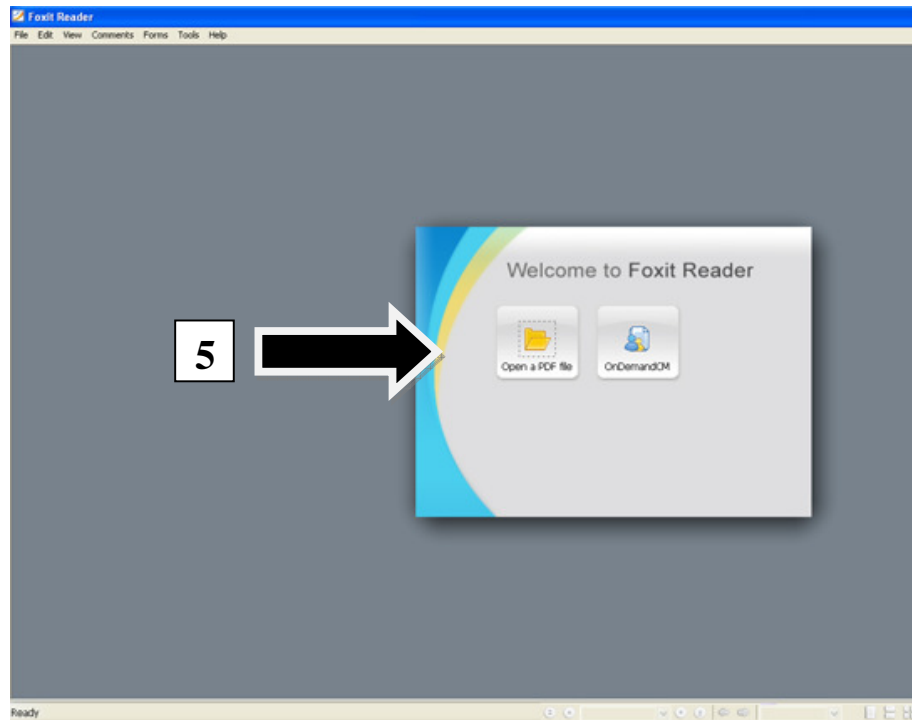 Foxit Reader
File Edit View Comments Forms Tools Help
Welcome to Foxit Reader
5
Open a PDF file OnDemandCM
Ready